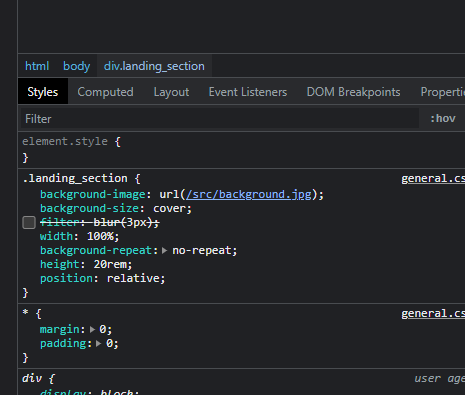 html body div.landing_section
Styles Computed Layout Event Listeners DOM Breakpoints Properti
Filter :hov
element.style {
}
.landing_section { general.cs
background-image: url(/src/background.jpg);
background-size: cover;
filter: blur(3px);
width: 100%;
background-repeat: no-repeat;
height: 20rem;
position: relative;
}
* { general.cs
margin: 0;
padding: 0;
}
div { user age
display: block;